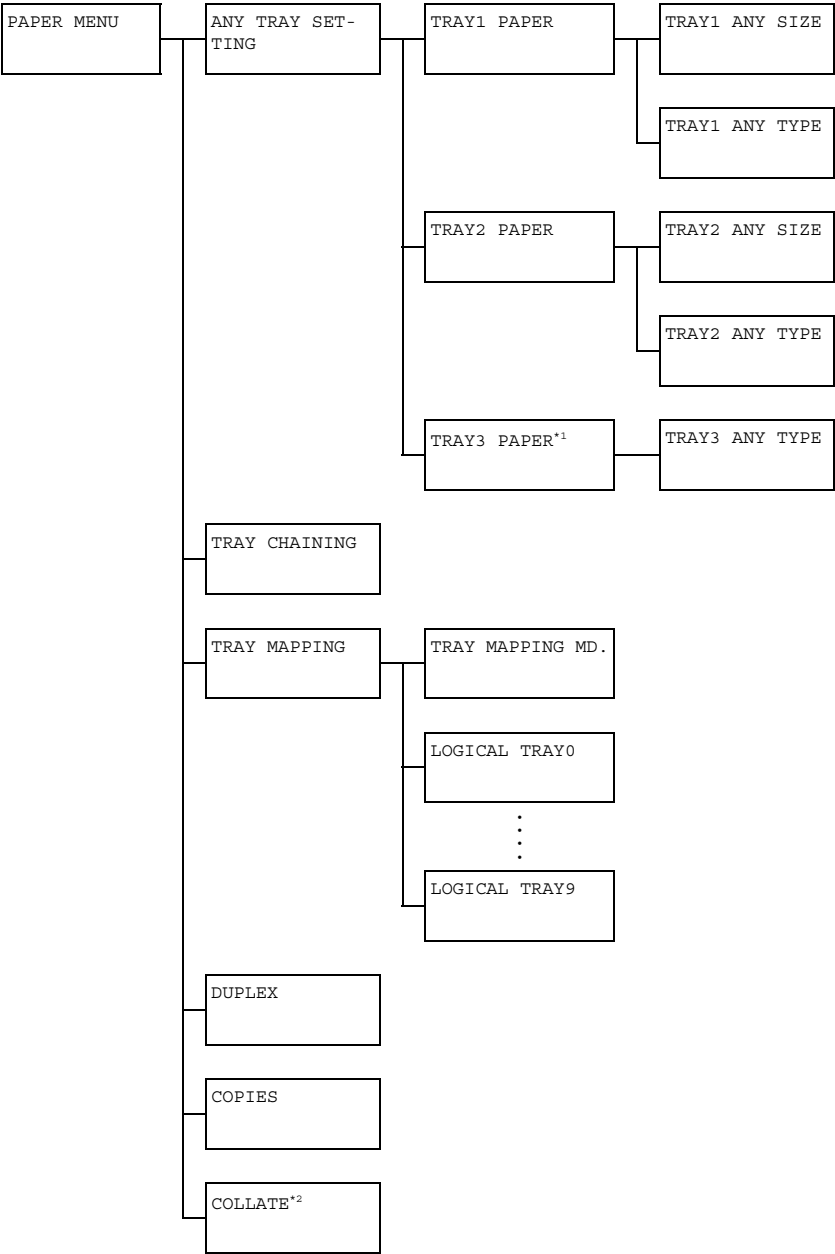 PAPER MENU
ANY TRAY SET-
TING
TRAY1 PAPER
TRAY1 ANY SIZE
TRAY1 ANY TYPE
TRAY2 PAPER
TRAY2 ANY SIZE
TRAY2 ANY TYPE
TRAY3 PAPER*1
TRAY3 ANY TYPE
TRAY CHAINING
TRAY MAPPING
TRAY MAPPING MD.
LOGICAL TRAY0
LOGICAL TRAY9
DUPLEX
COPIES
COLLATE*2